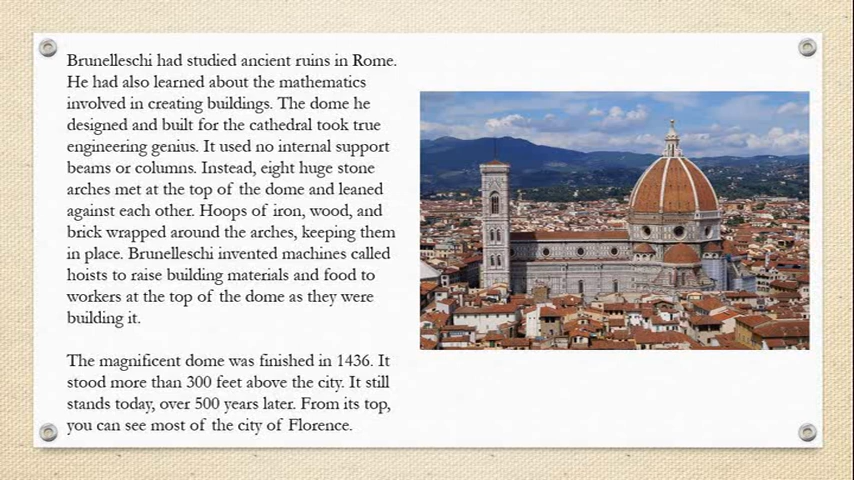 Brunelleschi had studied ancient ruins in Rome.
He had also learned about the mathematics
involved in creating buildings. The dome he
designed and built for the cathedral took true
engineering genius. It used no internal support
beams or columns. Instead, eight huge stone
arches met at the top of the dome and leaned
against each other. Hoops of iron, wood, and
brick wrapped around the arches, keeping them
in place. Brunelleschi invented machines called
hoists to raise building materials and food to
workers at the top of the dome as they were
building it.
The magnificent dome was finished in 1436. It
stood more than 300 feet above the city. It still
stands today, over 500 years later. From its top,
you can see most of the city of Florence.